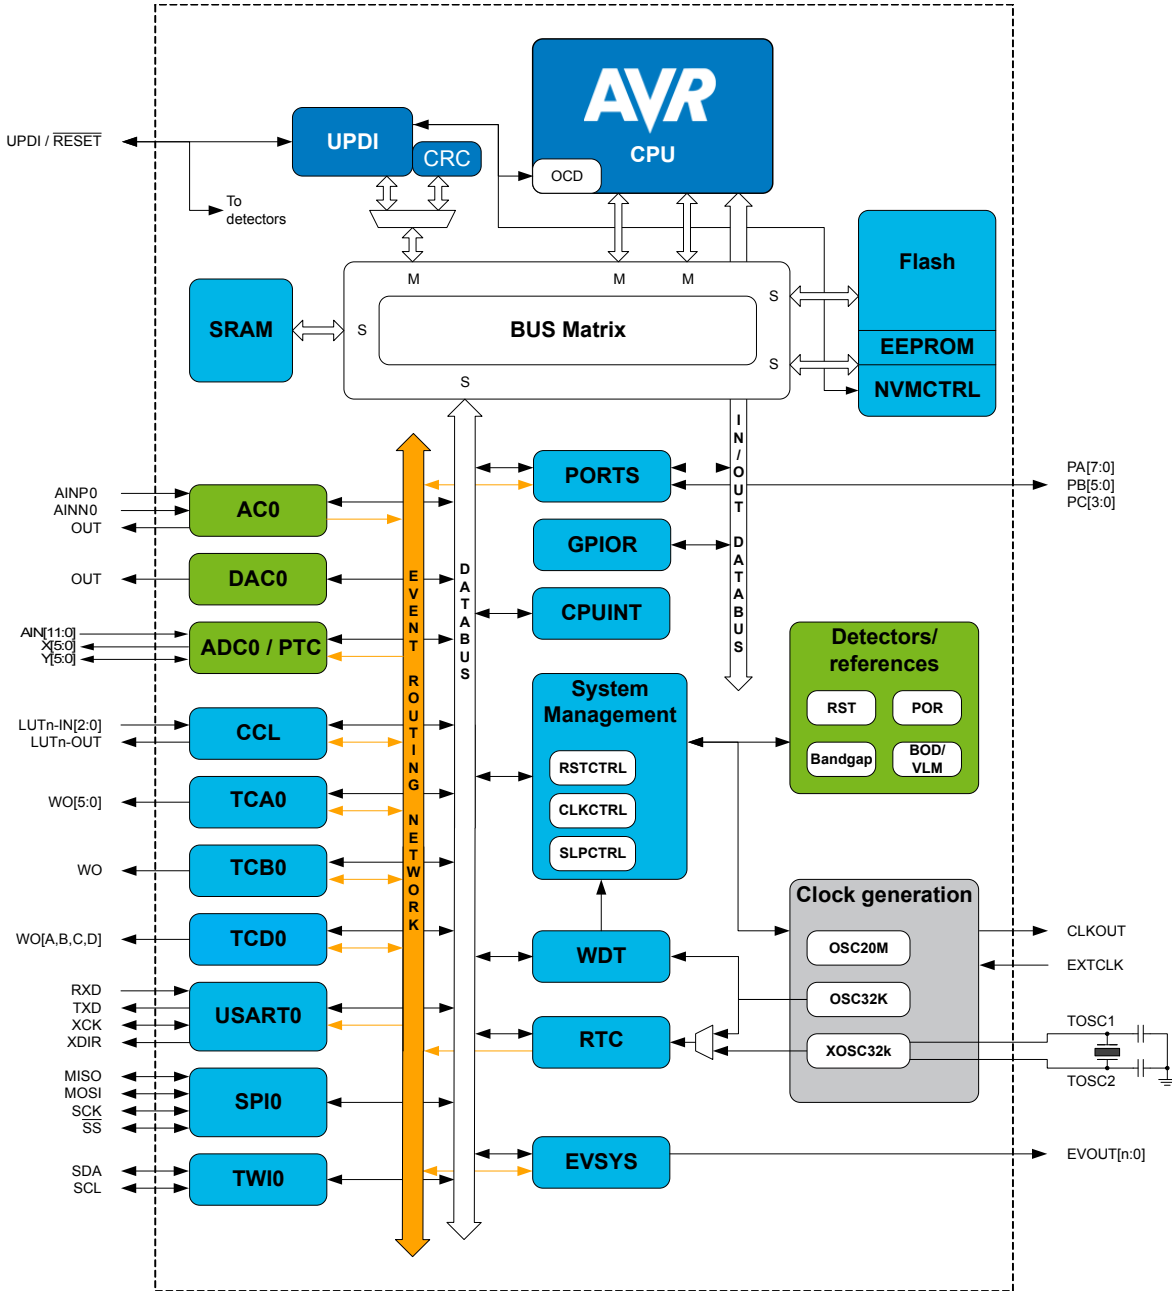 AVR
CPU
OCD
UPDI / RESET
UPDI
CRC
To
detectors
M
M
M
Flash
EEPROM
NVMCTRL
SRAM
S
BUS Matrix
S
S
S
IN/OUT DATABUS
DATABUS
EVENT ROUTING NETWORK
PORTS
PA[7:0]
PB[5:0]
PC[3:0]
AINP0
AINN0
OUT
AC0
GPIOR
OUT
DAC0
CPUINT
AIN[11:0]
X[5:0]
Y[5:0]
ADC0 / PTC
Detectors/
references
RST
POR
Bandgap
BOD/
VLM
System
Management
RSTCTRL
CLKCTRL
SLPCTRL
LUTn-IN[2:0]
LUTn-OUT
CCL
WO[5:0]
TCA0
WO
TCB0
WO[A,B,C,D]
TCD0
WDT
Clock generation
OSC20M
OSC32K
XOSC32k
CLKOUT
EXTCLK
TOSC1
TOSC2
RXD
TXD
XCK
XDIR
USART0
RTC
MISO
MOSI
SCK
SS
SPI0
SDA
SCL
TWI0
EVSYS
EVOUT[n:0]